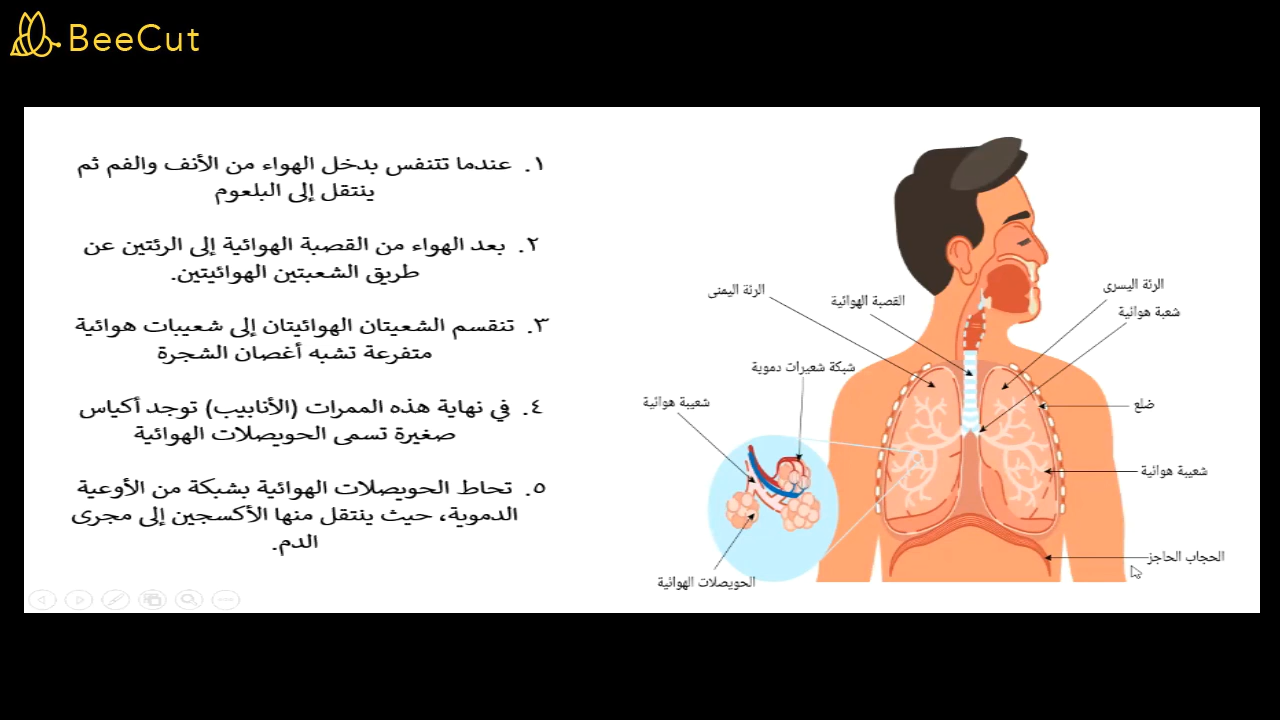 BeeCut
١. عندما تتنفس بدخل الهواء من الأنف والفم ثم
ينتقل إلى البلعوم
٢. بعد الهواء من القصبة الهوائية إلى الرئتين عن
طريق الشعبتين الهوائيتين.
٣. تنقسم الشعيتان الهوائيتان إلى شعيبات هوائية
متفرعة تشبه أغصان الشجرة
٤. في نهاية هذه الممرات (الأنابيب) توجد أكياس
صغيرة تسمى الحويصلات الهوائية
٥. تحاط الحويصلات الهوائية بشبكة من الأوعية
الدموية، حيث ينتقل منها الأكسجين إلى مجرى
الدم.
الرئة اليسرى
الرئة اليمنى
القصبة الهوائية
شعبة هوائية
شبكة شعيرات دموية
شعيبة هوائية
ضلع
شعيبة هوائية
الحجاب الحاجز
الحويصلات الهوائية